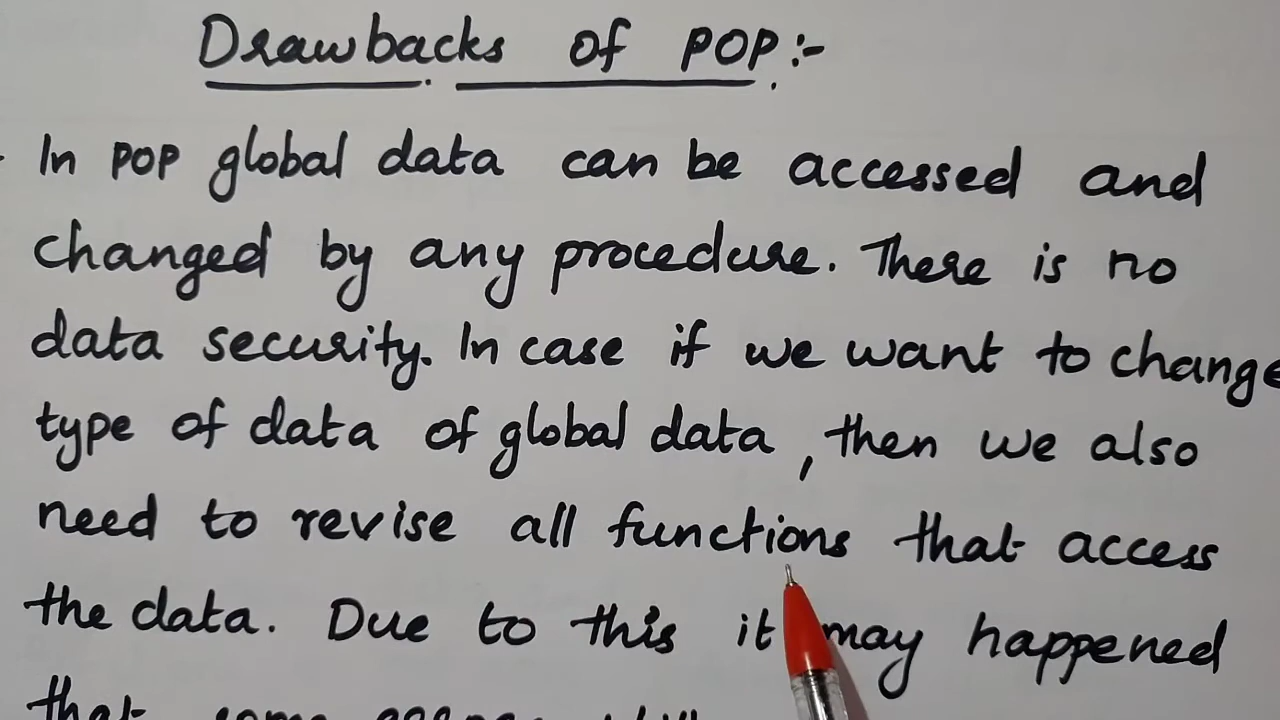 Drawbacks of POP:-
In POP global data can be accessed and
changed by any procedure. There is no
data security. In case if we want to change
type of data of global data, then we also
need to revise all functions that access
the data. Due to this it may happened
that some